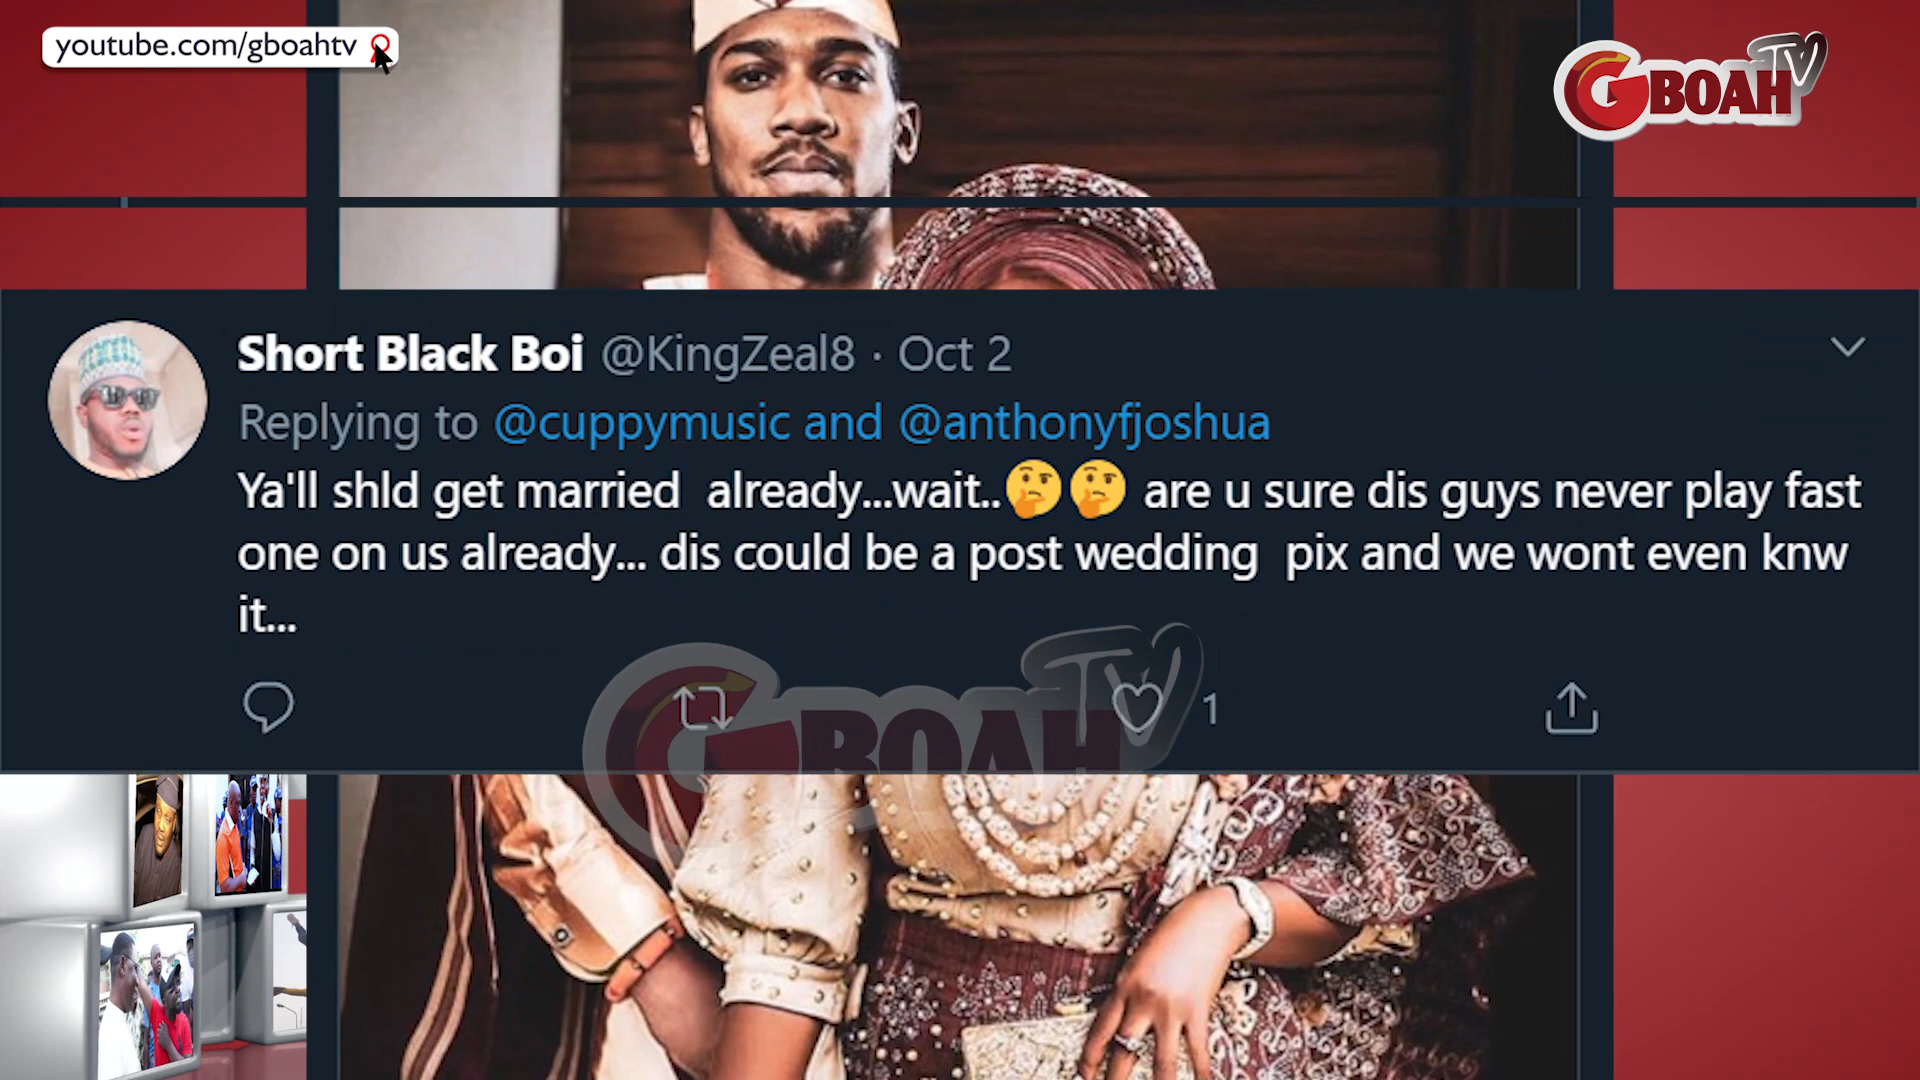 youtube.com/gboahtv
GBOAH TV
Short Black Boi @KingZeal8 · Oct 2
Replying to @cuppymusic and @anthonyfjoshua
Ya'll shld get married  already...wait..🤔🤔 are u sure dis guys never play fast
one on us already... dis could be a post wedding  pix and we wont even knw
it...
1
GBOAH TV